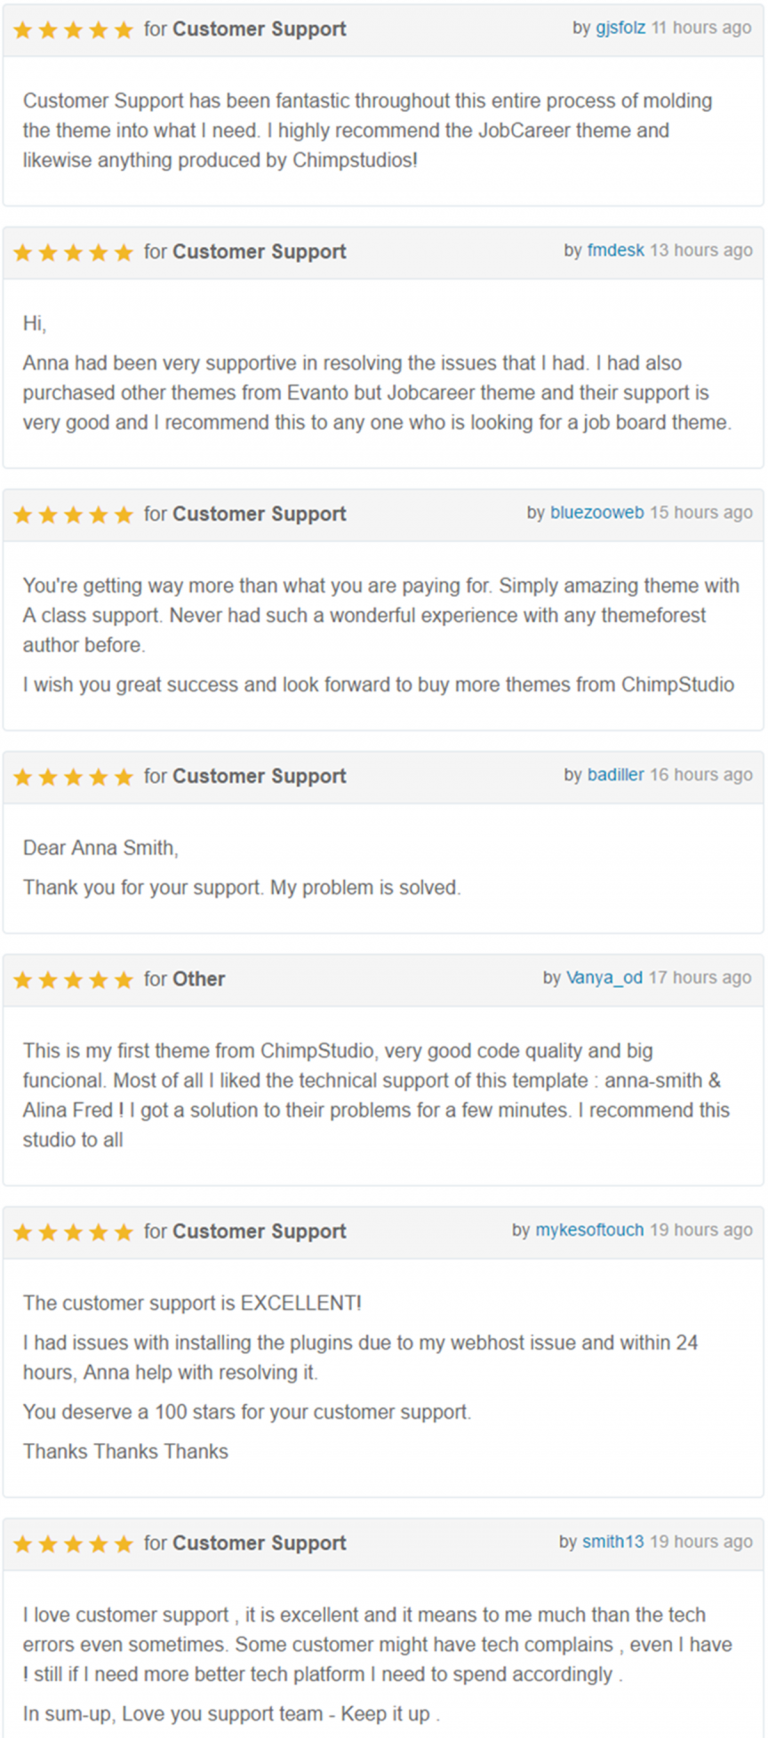 for Customer Support by gjsfolz 11 hours ago
Customer Support has been fantastic throughout this entire process of molding
the theme into what I need. I highly recommend the JobCareer theme and
likewise anything produced by Chimpstudios!
for Customer Support by fmdesk 13 hours ago
Hi,
Anna had been very supportive in resolving the issues that I had. I had also
purchased other themes from Evanto but Jobcareer theme and their support is
very good and I recommend this to any one who is looking for a job board theme.
for Customer Support by bluezooweb 15 hours ago
You're getting way more than what you are paying for. Simply amazing theme with
A class support. Never had such a wonderful experience with any themeforest
author before.
I wish you great success and look forward to buy more themes from ChimpStudio
for Customer Support by badiller 16 hours ago
Dear Anna Smith,
Thank you for your support. My problem is solved.
for Other by Vanya_od 17 hours ago
This is my first theme from ChimpStudio, very good code quality and big
funcional. Most of all I liked the technical support of this template : anna-smith &
Alina Fred ! I got a solution to their problems for a few minutes. I recommend this
studio to all
for Customer Support by mykesoftouch 19 hours ago
The customer support is EXCELLENT!
I had issues with installing the plugins due to my webhost issue and within 24
hours, Anna help with resolving it.
You deserve a 100 stars for your customer support.
Thanks Thanks Thanks
for Customer Support by smith13 19 hours ago
I love customer support , it is excellent and it means to me much than the tech
errors even sometimes. Some customer might have tech complains , even I have
! still if I need more better tech platform I need to spend accordingly .
In sum-up, Love you support team - Keep it up .